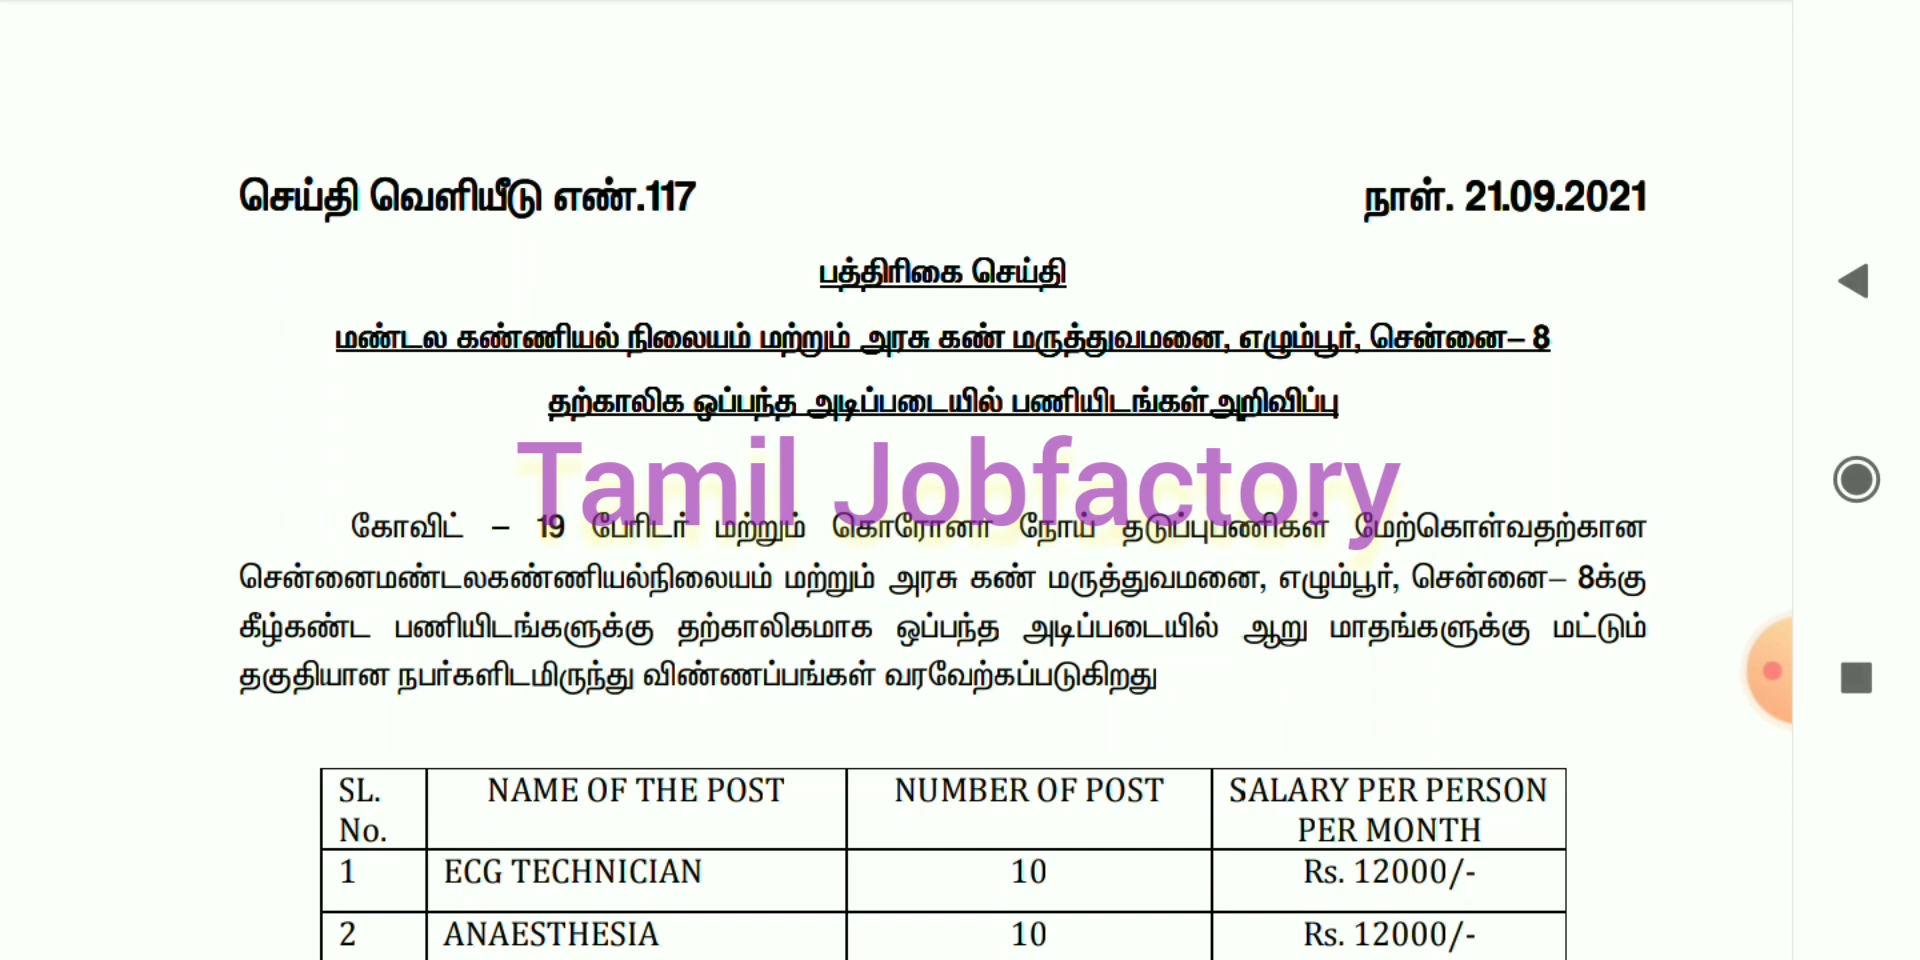 செய்தி வெளியீடு எண்.117 நாள். 21.09.2021
பத்திரிகை செய்தி
மண்டல கண்ணியல் நிலையம் மற்றும் அரசு கண் மருத்துவமனை, எழும்பூர், சென்னை– 8
தற்காலிக ஒப்பந்த அடிப்படையில் பணியிடங்கள்அறிவிப்பு
Tamil Jobfactory
கோவிட் – 19 பேரிடர் மற்றும் கொரோனா நோய் தடுப்புபணிகள் மேற்கொள்வதற்கான
சென்னைமண்டலகண்ணியல்நிலையம் மற்றும் அரசு கண் மருத்துவமனை, எழும்பூர், சென்னை– 8க்கு
கீழ்கண்ட பணியிடங்களுக்கு தற்காலிகமாக ஒப்பந்த அடிப்படையில் ஆறு மாதங்களுக்கு மட்டும்
தகுதியான நபர்களிடமிருந்து விண்ணப்பங்கள் வரவேற்கப்படுகிறது
SL. NAME OF THE POST NUMBER OF POST SALARY PER PERSON
No. PER MONTH
1 ECG TECHNICIAN 10 Rs. 12000/-
2 ANAESTHESIA 10 Rs. 12000/-